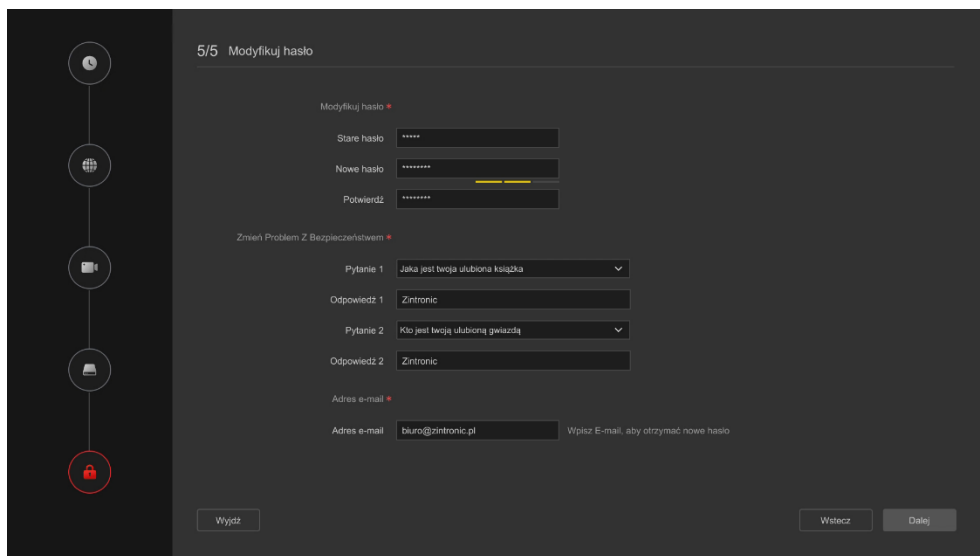 5/5 Modyfikuj hasło
Modyfikuj hasło *
Stare hasło *****
Nowe hasło ********
Potwierdź ********
Zmień Problem Z Bezpieczeństwem *
Pytanie 1 Jaka jest twoja ulubiona książka
Odpowiedź 1 Zintronic
Pytanie 2 Kto jest twoją ulubioną gwiazdą
Odpowiedź 2 Zintronic
Adres e-mail *
Adres e-mail biuro@zintronic.pl Wpisz E-mail, aby otrzymać nowe hasło
Wyjdź Wstecz Dalej